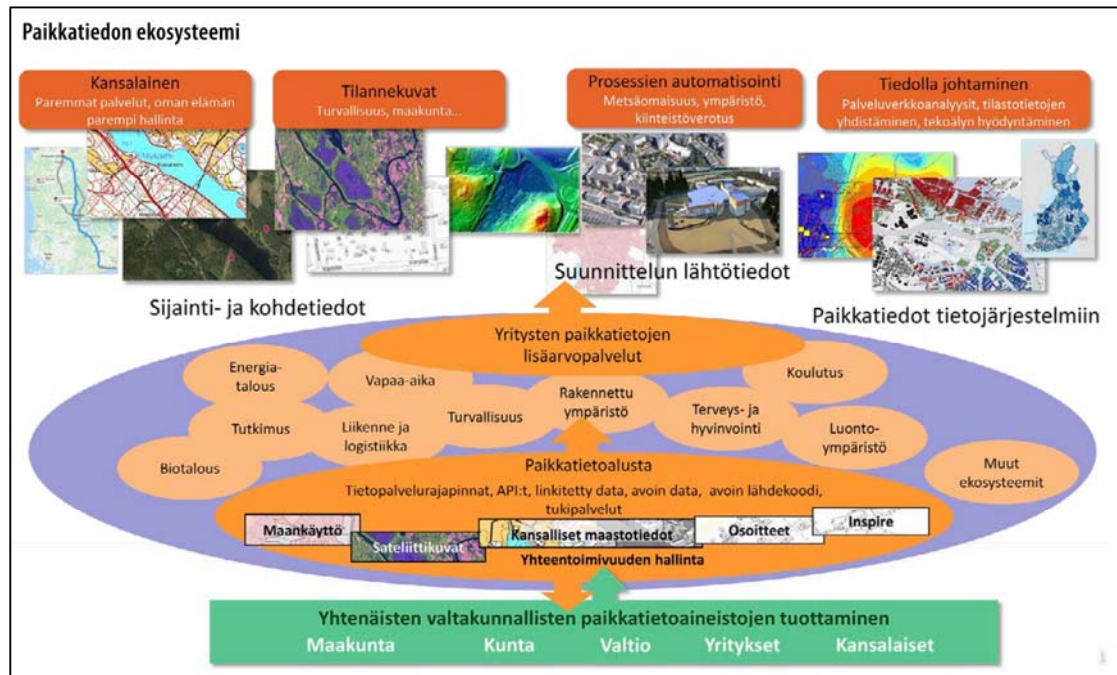 Paikkatiedon ekosysteemi
Kansalainen
Paremmat palvelut, oman elämän
parempi hallinta
Tilannekuvat
Turvallisuus, maakunta...
Prosessien automatisointi
Metsäomaisuus, ympäristö,
kiinteistöverotus
Tiedolla johtaminen
Palveluverkkoanalyysit, tilastotietojen
yhdistäminen, tekoälyn hyödyntäminen
Sijainti- ja kohdetiedot
Suunnittelun lähtötiedot
Paikkatiedot tietojärjestelmiin
Yritysten paikkatietojen
lisäarvopalvelut
Energia-
talous
Vapaa-aika
Rakennettu
ympäristö
Koulutus
Tutkimus
Liikenne ja
logistiikka
Turvallisuus
Terveys- ja
hyvinvointi
Luonto-
ympäristö
Biotalous
Muut
ekosysteemit
Paikkatietoalusta
Tietopalvelurajapinnat, API:t, linkitetty data, avoin data, avoin lähdekoodi,
tukipalvelut
Maankäyttö
Sateliittikuvat
Kansalliset maastotiedot
Osoitteet
Inspire
Yhteentoimivuuden hallinta
Yhtenäisten valtakunnallisten paikkatietoaineistojen tuottaminen
Maakunta Kunta Valtio Yritykset Kansalaiset